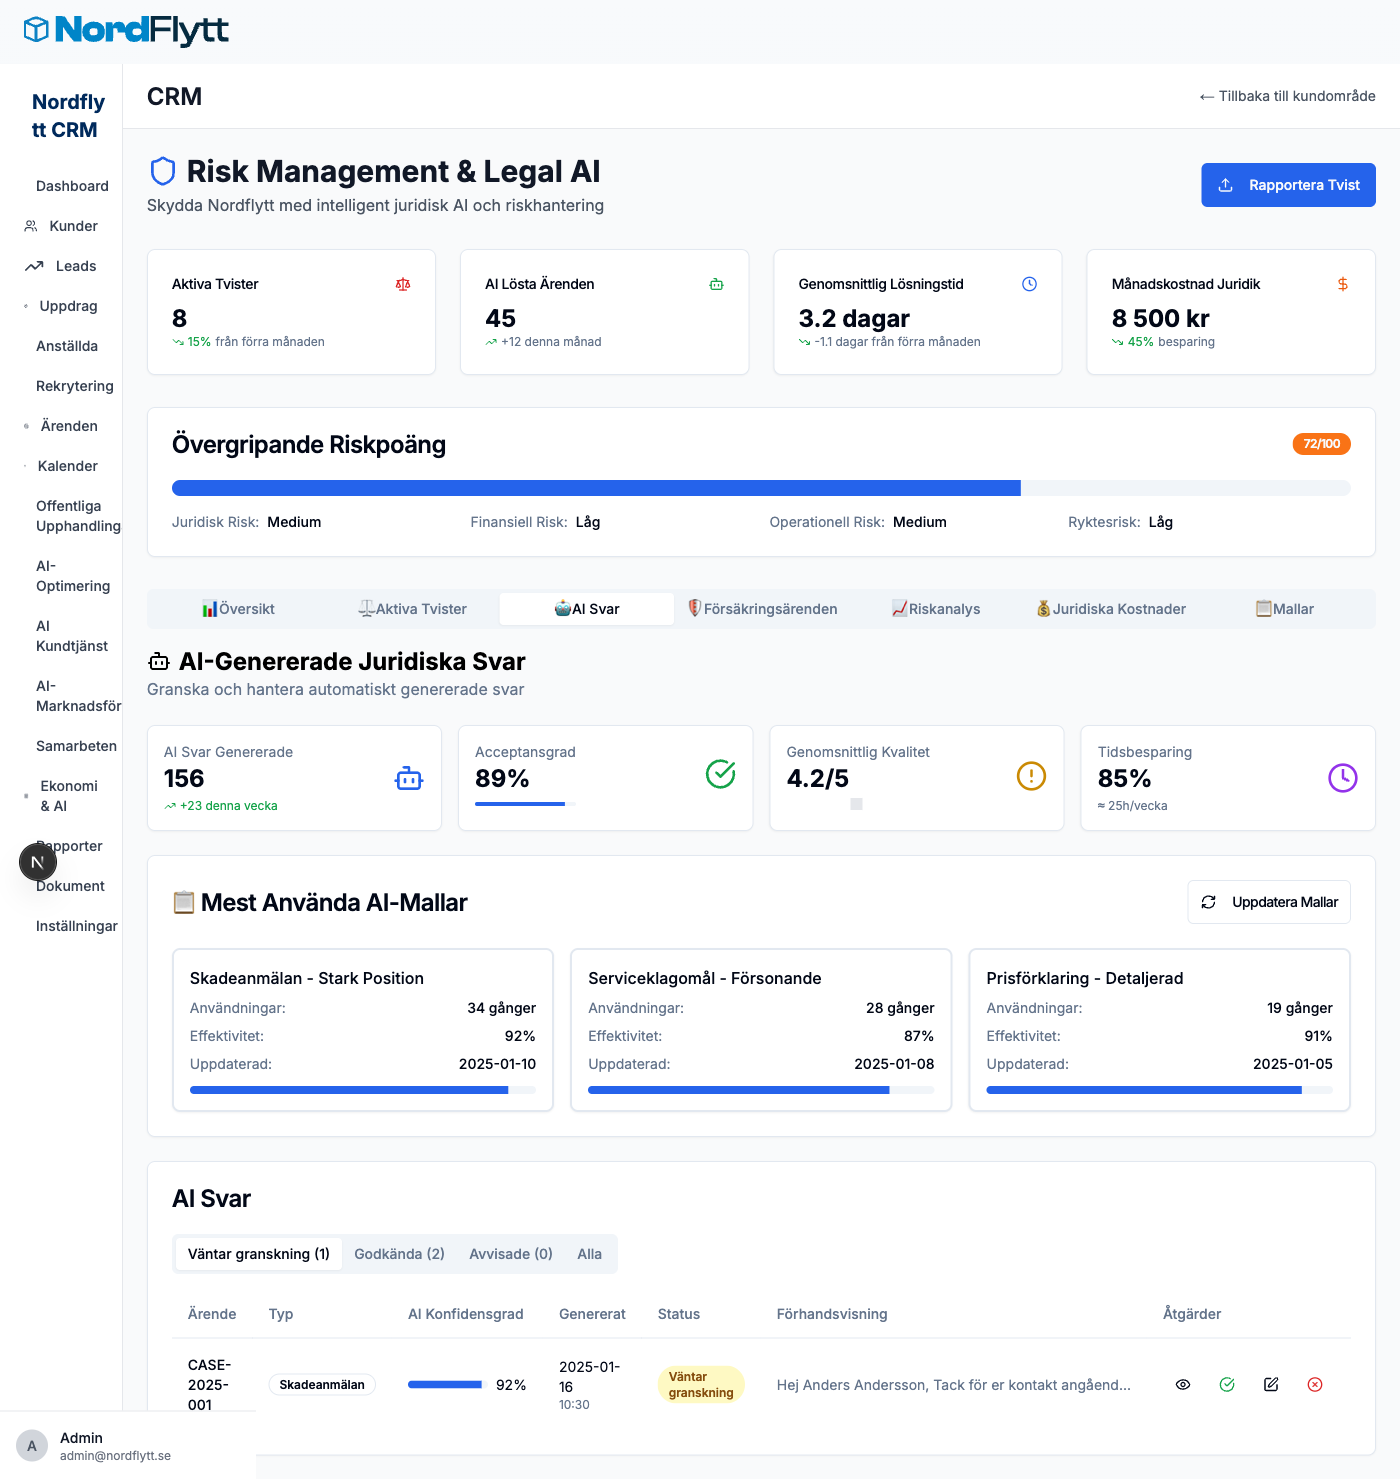 NordFlytt
Nordfly
tt CRM
Dashboard
Kunder
Leads
Uppdrag
Anställda
Rekrytering
Ärenden
Kalender
Offentliga
Upphandling
AI-
Optimering
AI
Kundtjänst
AI-
Marknadsför
Samarbeten
Ekonomi
& AI
Rapporter
N
Dokument
Inställningar
A
Admin
admin@nordflytt.se
CRM
← Tillbaka till kundområde
Risk Management & Legal AI
Skydda Nordflytt med intelligent juridisk AI och riskhantering
Rapportera Tvist
Aktiva Tvister
8
15% från förra månaden
AI Lösta Ärenden
45
+12 denna månad
Genomsnittlig Lösningstid
3.2 dagar
-1.1 dagar från förra månaden
Månadskostnad Juridik
8 500 kr
45% besparing
Övergripande Riskpoäng
72/100
Juridisk Risk: Medium
Finansiell Risk: Låg
Operationell Risk: Medium
Ryktesrisk: Låg
Översikt
Aktiva Tvister
AI Svar
Försäkringsärenden
Riskanalys
Juridiska Kostnader
Mallar
AI-Genererade Juridiska Svar
Granska och hantera automatiskt genererade svar
AI Svar Genererade
156
+23 denna vecka
Acceptansgrad
89%
Genomsnittlig Kvalitet
4.2/5
Tidsbesparing
85%
≈ 25h/vecka
Mest Använda AI-Mallar
Uppdatera Mallar
Skadeanmälan - Stark Position
Användningar: 34 gånger
Effektivitet: 92%
Uppdaterad: 2025-01-10
Serviceklagomål - Försonande
Användningar: 28 gånger
Effektivitet: 87%
Uppdaterad: 2025-01-08
Prisförklaring - Detaljerad
Användningar: 19 gånger
Effektivitet: 91%
Uppdaterad: 2025-01-05
AI Svar
Väntar granskning (1)
Godkända (2)
Avvisade (0)
Alla
Ärende Typ AI Konfidensgrad Genererat Status Förhandsvisning Åtgärder
CASE-
2025-
001
Skadeanmälan
92%
2025-01-
16
10:30
Väntar
granskning
Hej Anders Andersson, Tack för er kontakt angåend...